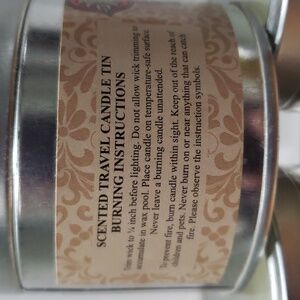 SCENTED TRAVEL CANDLE TIN
BURNING INSTRUCTIONS
Trim wick to ¼ inch before lighting. Do not allow wick trimming to
accumulate in wax pool. Place candle on temperature-safe surface.
Never leave a burning candle unattended.
To prevent fire, burn candle within sight. Keep out of the reach of
children and pets. Never burn on or near anything that can catch
fire. Please observe the instruction symbols.